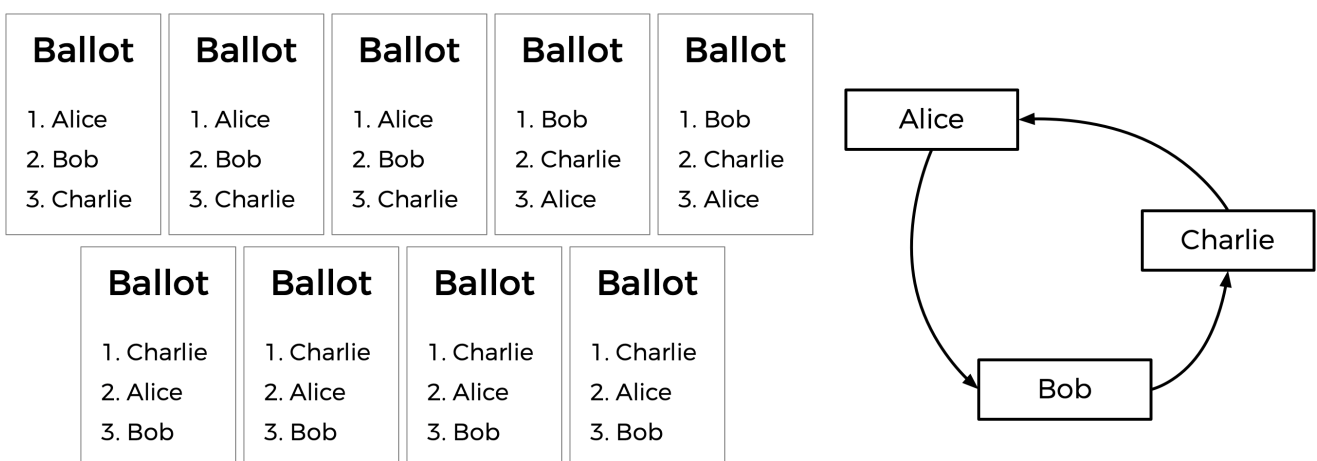 Ballot
1. Alice
2. Bob
3. Charlie
Ballot
1. Alice
2. Bob
3. Charlie
Ballot
1. Alice
2. Bob
3. Charlie
Ballot
1. Bob
2. Charlie
3. Alice
Ballot
1. Bob
2. Charlie
3. Alice
Ballot
1. Charlie
2. Alice
3. Bob
Ballot
1. Charlie
2. Alice
3. Bob
Ballot
1. Charlie
2. Alice
3. Bob
Ballot
1. Charlie
2. Alice
3. Bob
Alice
Charlie
Bob